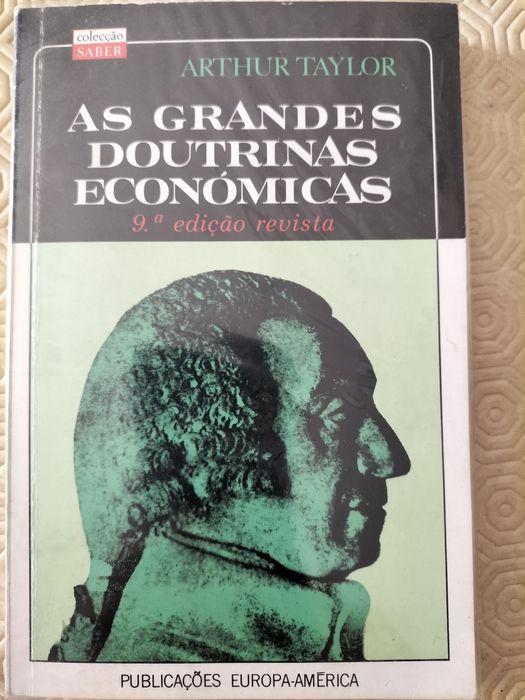 colecção
SABER
ARTHUR TAYLOR
AS GRANDES
DOUTRINAS
ECONÓMICAS
9.ª edição revista
PUBLICAÇÕES EUROPA-AMÉRICA